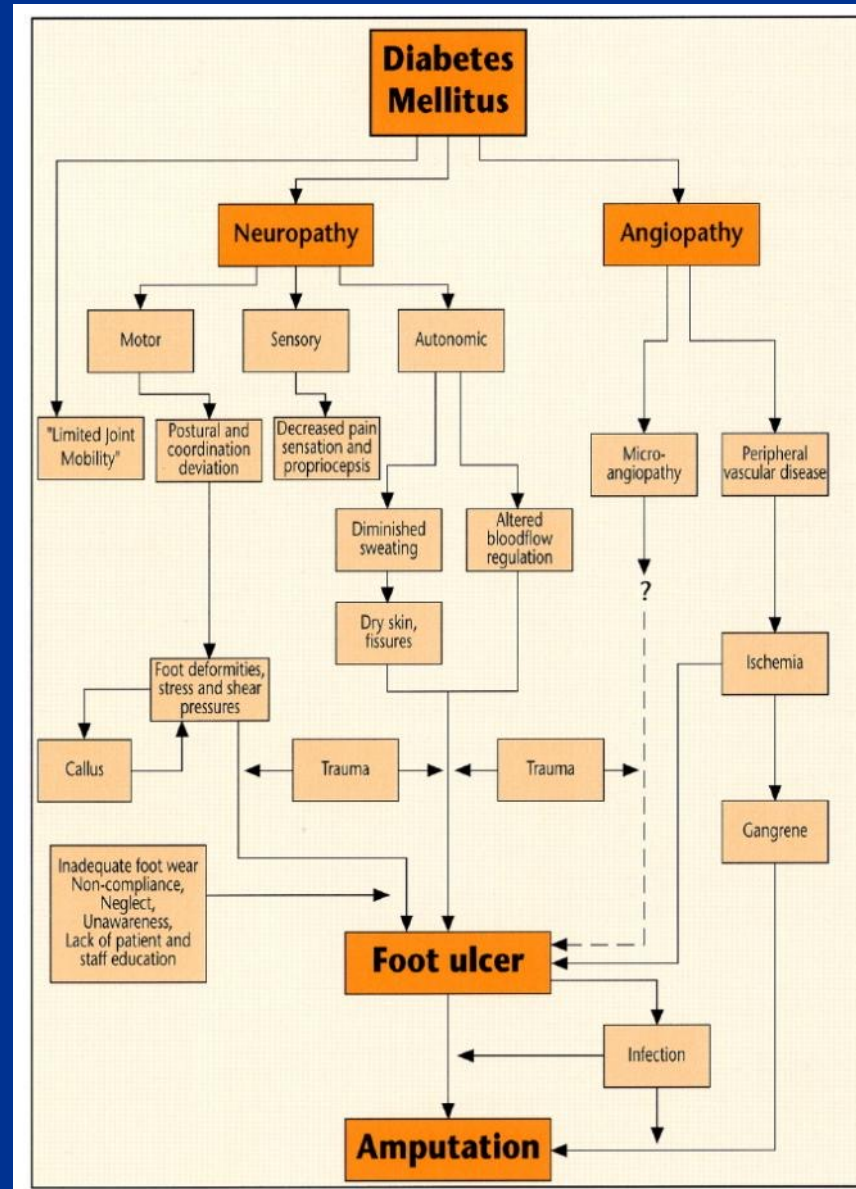 Diabetes
Mellitus
Neuropathy
Angiopathy
Motor
Sensory
Autonomic
"Limited Joint
Mobility"
Postural and
coordination
deviation
Decreased pain
sensation and
propriocepsis
Micro-
angiopathy
Peripheral
vascular disease
Diminished
sweating
Altered
bloodflow
regulation
?
Dry skin,
fissures
Foot deformities,
stress and shear
pressures
Ischemia
Callus
Trauma
Trauma
Gangrene
Inadequate foot wear
Non-compliance,
Neglect,
Unawareness,
Lack of patient and
staff education
Foot ulcer
Infection
Amputation